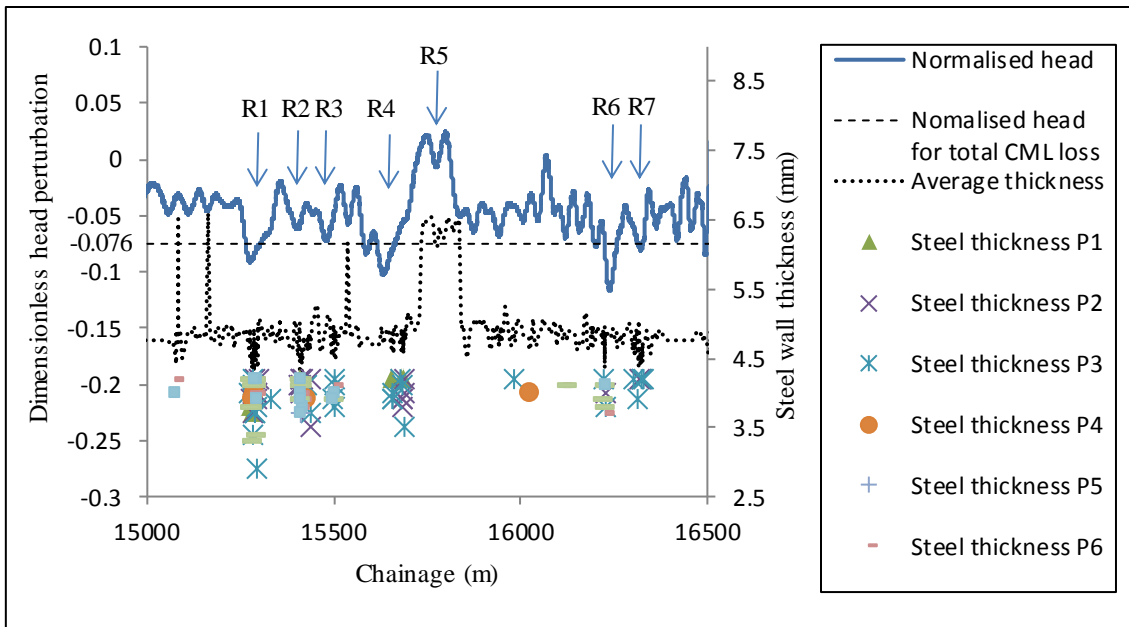 Dimensionless head perturbation
0.1
0.05
0
-0.05
-0.076
-0.1
-0.15
-0.2
-0.25
-0.3
R1
R2
R3
R4
R5
R6
R7
8.5
7.5
6.5
5.5
4.5
3.5
2.5
Steel wall thickness (mm)
15000
15500
16000
16500
Chainage (m)
Normalised head
Nomalised head
for total CML loss
Average thickness
Steel thickness P1
Steel thickness P2
Steel thickness P3
Steel thickness P4
Steel thickness P5
Steel thickness P6